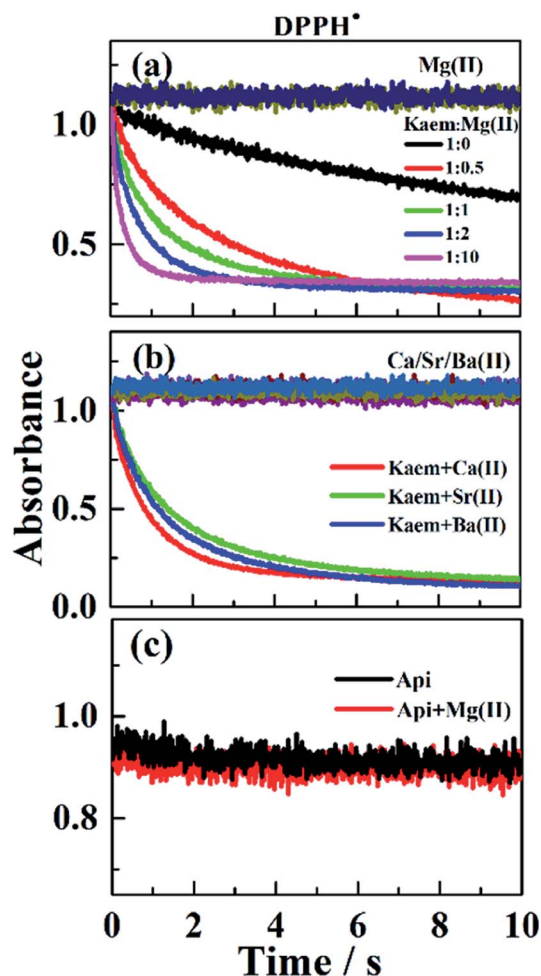 DPPH•
(a)
Mg(II)
1.0
Kaem:Mg(II)
1:0
1:0.5
1:1
1:2
1:10
0.5
(b)
Ca/Sr/Ba(II)
1.0
Kaem+Ca(II)
Kaem+Sr(II)
Kaem+Ba(II)
0.5
0.0
Absorbance
(c)
Api
Api+Mg(II)
1.0
0.8
0 2 4 6 8 10
Time / s